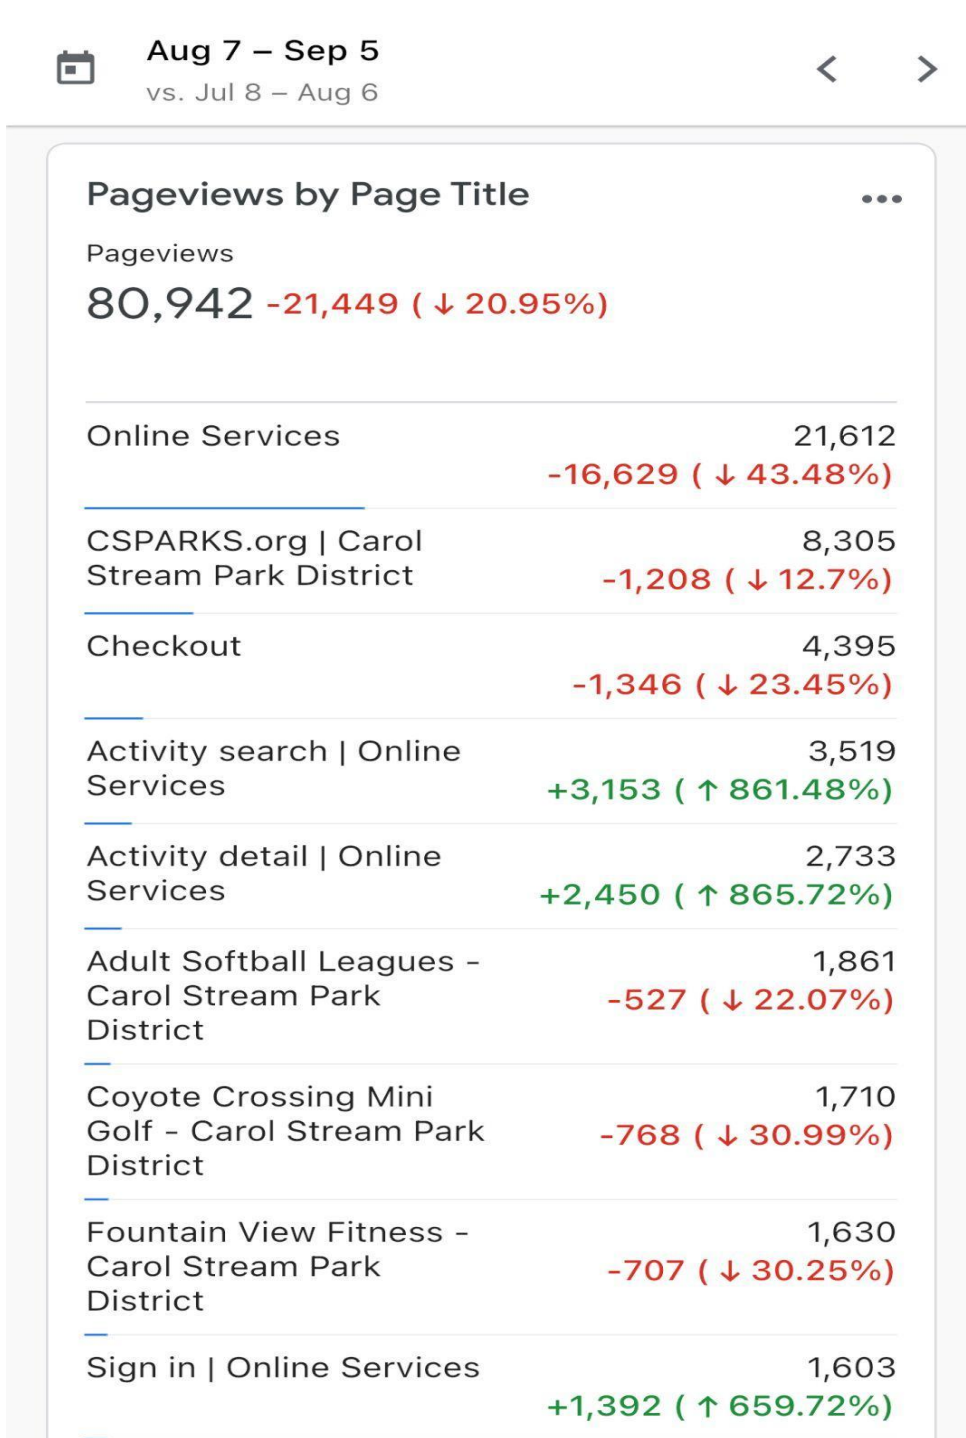 Aug 7 – Sep 5
vs. Jul 8 – Aug 6
Pageviews by Page Title
Pageviews
80,942 -21,449 ( ↓ 20.95%)
Online Services 21,612
-16,629 ( ↓ 43.48%)
CSPARKS.org | Carol 8,305
Stream Park District -1,208 ( ↓ 12.7%)
Checkout 4,395
-1,346 ( ↓ 23.45%)
Activity search | Online 3,519
Services +3,153 ( ↑ 861.48%)
Activity detail | Online 2,733
Services +2,450 ( ↑ 865.72%)
Adult Softball Leagues - 1,861
Carol Stream Park -527 ( ↓ 22.07%)
District
Coyote Crossing Mini 1,710
Golf - Carol Stream Park -768 ( ↓ 30.99%)
District
Fountain View Fitness - 1,630
Carol Stream Park -707 ( ↓ 30.25%)
District
Sign in | Online Services 1,603
+1,392 ( ↑ 659.72%)